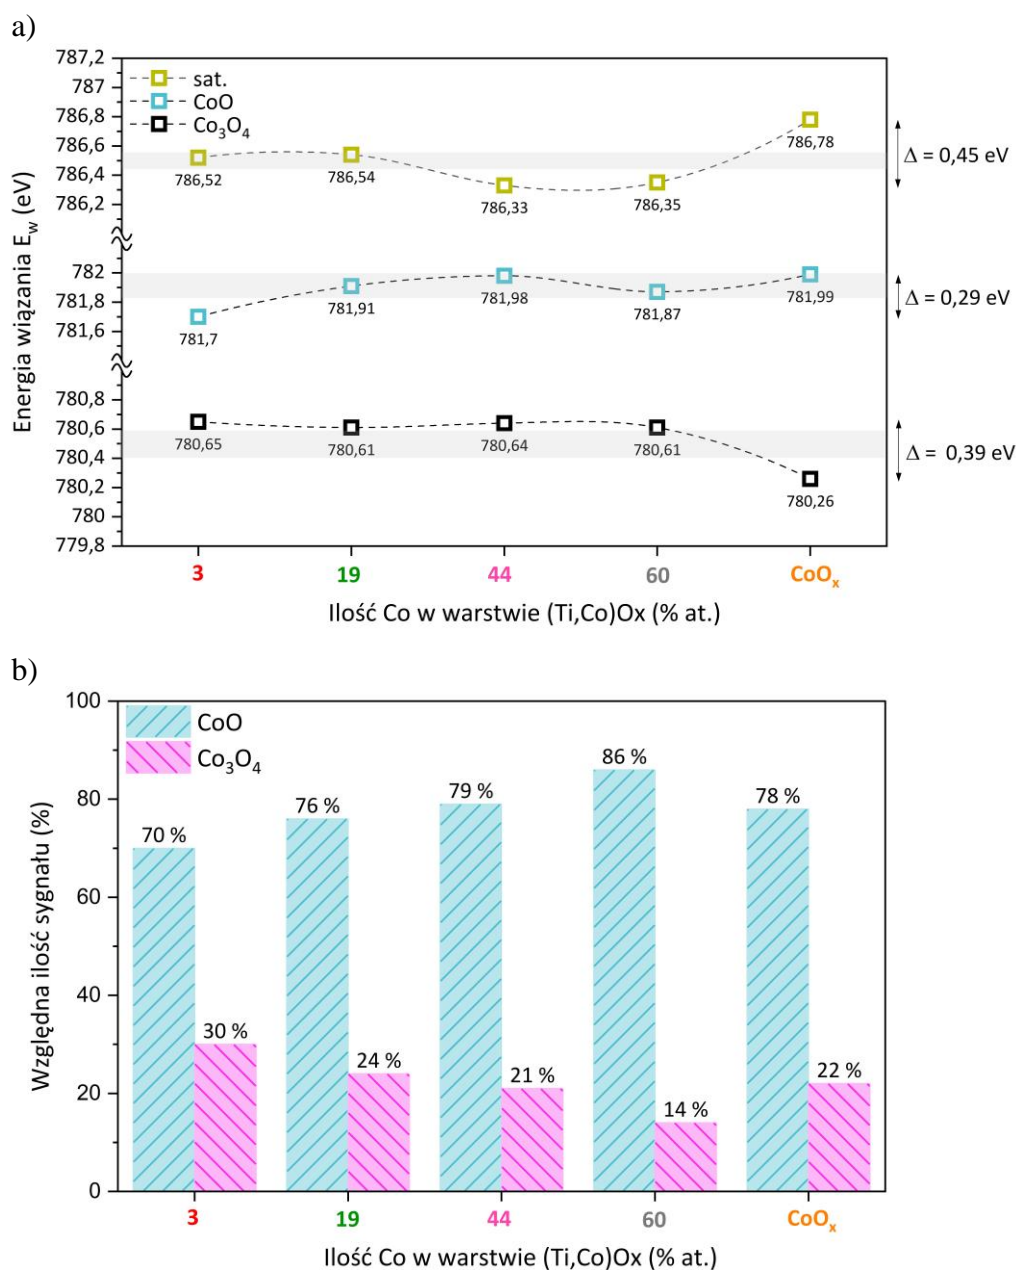 a)
787,2
787
786,8
786,6
786,4
786,2
782
781,8
781,6
780,8
780,6
780,4
780,2
780
779,8
Energia wiązania E_w (eV)
sat.
CoO
Co₃O₄
786,52
786,54
786,33
786,35
786,78
Δ = 0,45 eV
781,7
781,91
781,98
781,87
781,99
Δ = 0,29 eV
780,65
780,61
780,64
780,61
780,26
Δ = 0,39 eV
3 19 44 60 CoOₓ
Ilość Co w warstwie (Ti,Co)Ox (% at.)
b)
100
80
60
40
20
0
Względna ilość sygnału (%)
CoO
Co₃O₄
70 %
30 %
76 %
24 %
79 %
21 %
86 %
14 %
78 %
22 %
3 19 44 60 CoOₓ
Ilość Co w warstwie (Ti,Co)Ox (% at.)